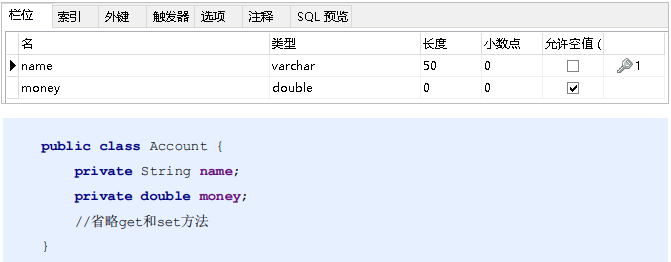 栏位 索引 外键 触发器 选项 注释 SQL 预览
名 类型 长度 小数点 允许空值 (
name varchar 50 0 1
money double 0 0
public class Account {
private String name;
private double money;
//省略get和set方法
}